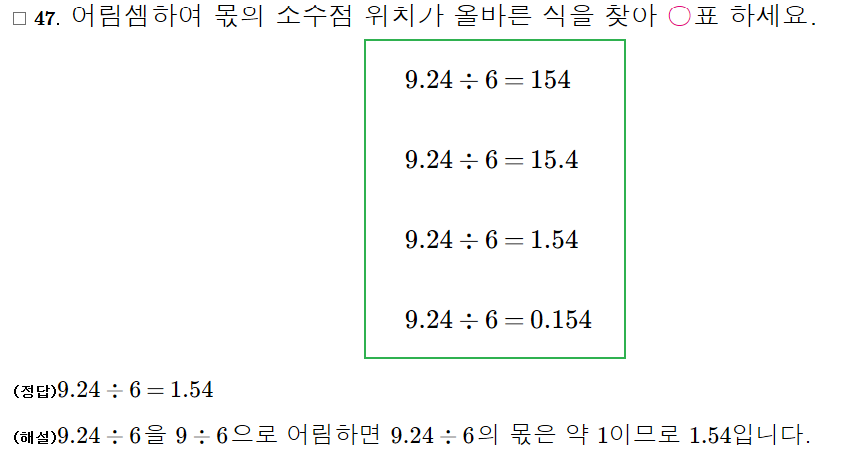 □ 47. 어림셈하여 몫의 소수점 위치가 올바른 식을 찾아 ○표 하세요.
9.24 ÷ 6 = 154
9.24 ÷ 6 = 15.4
9.24 ÷ 6 = 1.54
9.24 ÷ 6 = 0.154
(정답)9.24 ÷ 6 = 1.54
(해설)9.24 ÷ 6을 9 ÷ 6으로 어림하면 9.24 ÷ 6의 몫은 약 1이므로 1.54입니다.